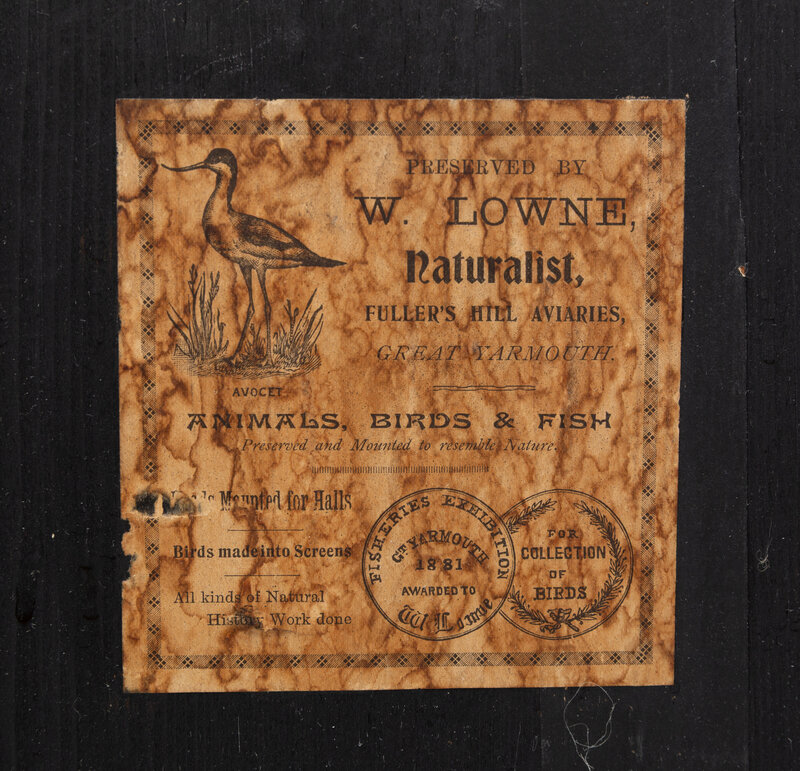 PRESERVED BY
W. LOWNE,
Naturalist,
FULLER'S HILL AVIARIES,
GREAT YARMOUTH.
AVOCET
ANIMALS, BIRDS & FISH
Preserved and Mounted to resemble Nature.
Mounted for Halls
Birds made into Screens
All kinds of Natural
History Work done
FISHERIES EXHIBITION
GT YARMOUTH
1881
AWARDED TO
W Lowne
FOR
COLLECTION
OF
BIRDS